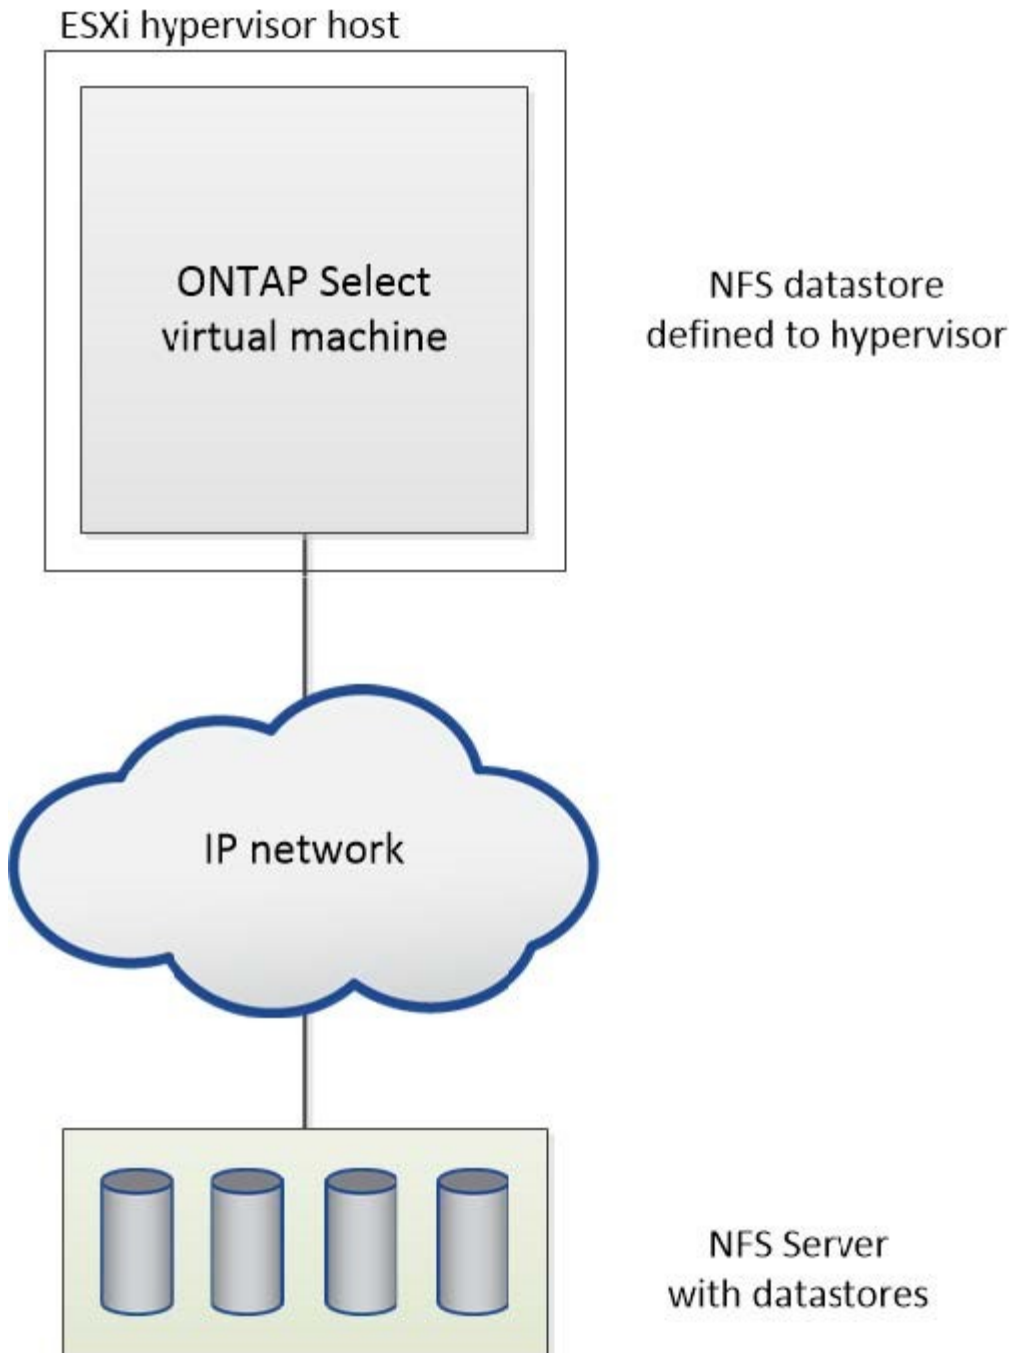 ESXi hypervisor host
ONTAP Select
virtual machine
NFS datastore
defined to hypervisor
IP network
NFS Server
with datastores